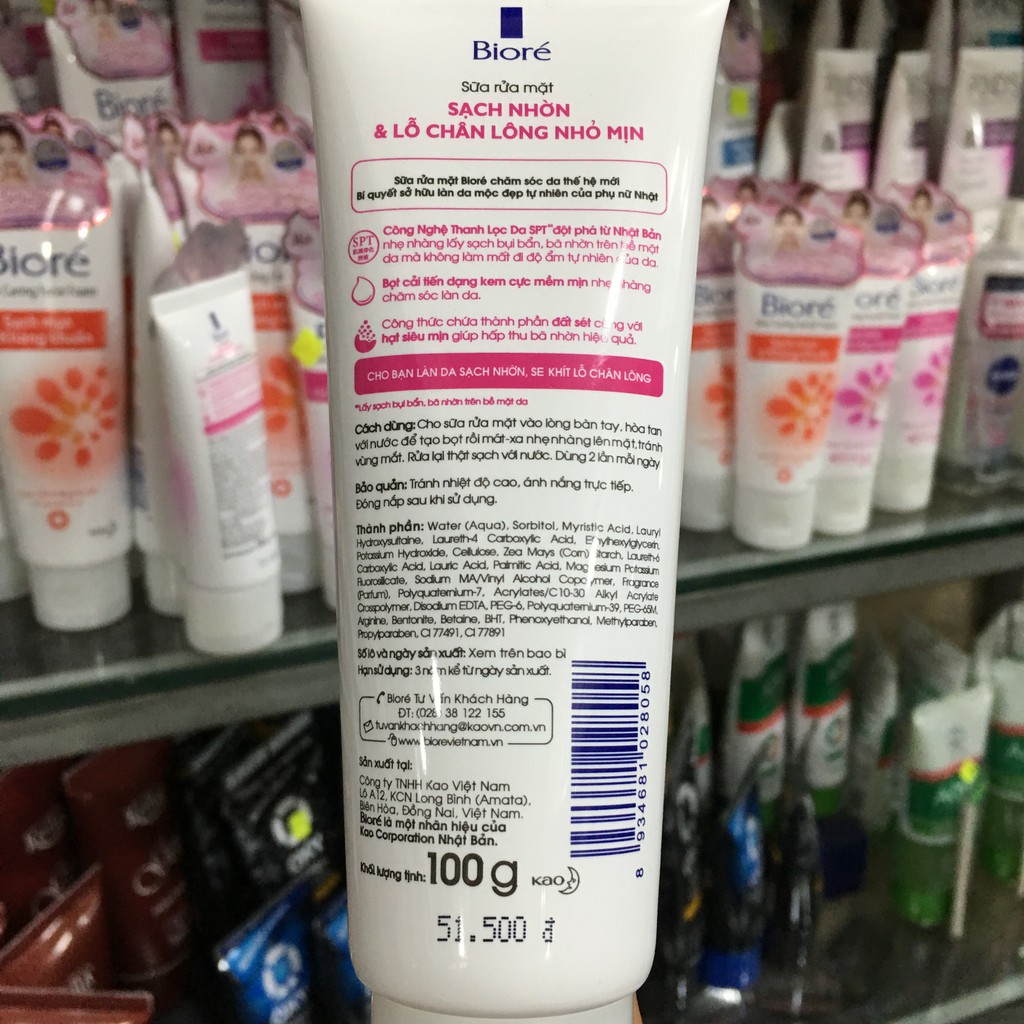 Bioré
Sữa rửa mặt
SẠCH NHỜN
& LỖ CHÂN LÔNG NHỎ MỊN
Sữa rửa mặt Bioré chăm sóc da thế hệ mới
Bí quyết sở hữu làn da mộc đẹp tự nhiên của phụ nữ Nhật
SPT
Công Nghệ Thanh Lọc Da SPT™ đột phá từ Nhật Bản
nhẹ nhàng lấy sạch bụi bẩn, bã nhờn trên bề mặt
da mà không làm mất đi độ ẩm tự nhiên của da.
Bọt cải tiến dạng kem cực mềm mịn nhẹ nhàng
chăm sóc làn da.
Công thức chứa thành phần đất sét cùng với
hạt siêu mịn giúp hấp thu bã nhờn hiệu quả.
CHO BẠN LÀN DA SẠCH NHỜN, SE KHÍT LỖ CHÂN LÔNG
*Lấy sạch bụi bẩn, bã nhờn trên bề mặt da
Cách dùng: Cho sữa rửa mặt vào lòng bàn tay, hòa tan
với nước để tạo bọt rồi mát-xa nhẹ nhàng lên mặt, tránh
vùng mắt. Rửa lại thật sạch với nước. Dùng 2 lần mỗi ngày
Bảo quản: Tránh nhiệt độ cao, ánh nắng trực tiếp.
Đóng nắp sau khi sử dụng.
Thành phần: Water (Aqua), Sorbitol, Myristic Acid, Lauryl
Hydroxysultaine, Laureth-4 Carboxylic Acid, Ethylhexylglycerin,
Potassium Hydroxide, Cellulose, Zea Mays (Corn) Starch, Laureth-6
Carboxylic Acid, Lauric Acid, Palmitic Acid, Magnesium Potassium
Fluorosilicate, Sodium MA/Vinyl Alcohol Copolymer, Fragrance
(Parfum), Polyquaternium-7, Acrylates/C10-30 Alkyl Acrylate
Crosspolymer, Disodium EDTA, PEG-6, Polyquaternium-39, PEG-65M,
Arginine, Bentonite, Betaine, BHT, Phenoxyethanol, Methylparaben,
Propylparaben, CI 77491, CI 77891
Số lô và ngày sản xuất: Xem trên bao bì
Hạn sử dụng: 3 năm kể từ ngày sản xuất.
Bioré Tư Vấn Khách Hàng
ĐT: (028) 38 122 155
tuvankhachhang@kaovn.com.vn
www.biorevietnam.vn
Sản xuất tại:
Công ty TNHH Kao Việt Nam
Lô A12, KCN Long Bình (Amata),
Biên Hòa, Đồng Nai, Việt Nam.
Bioré là một nhãn hiệu của
Kao Corporation Nhật Bản.
Khối lượng tịnh: 100 g
Kao
51.500 đ
8 934681 028058
Bioré
Bioré
Bioré